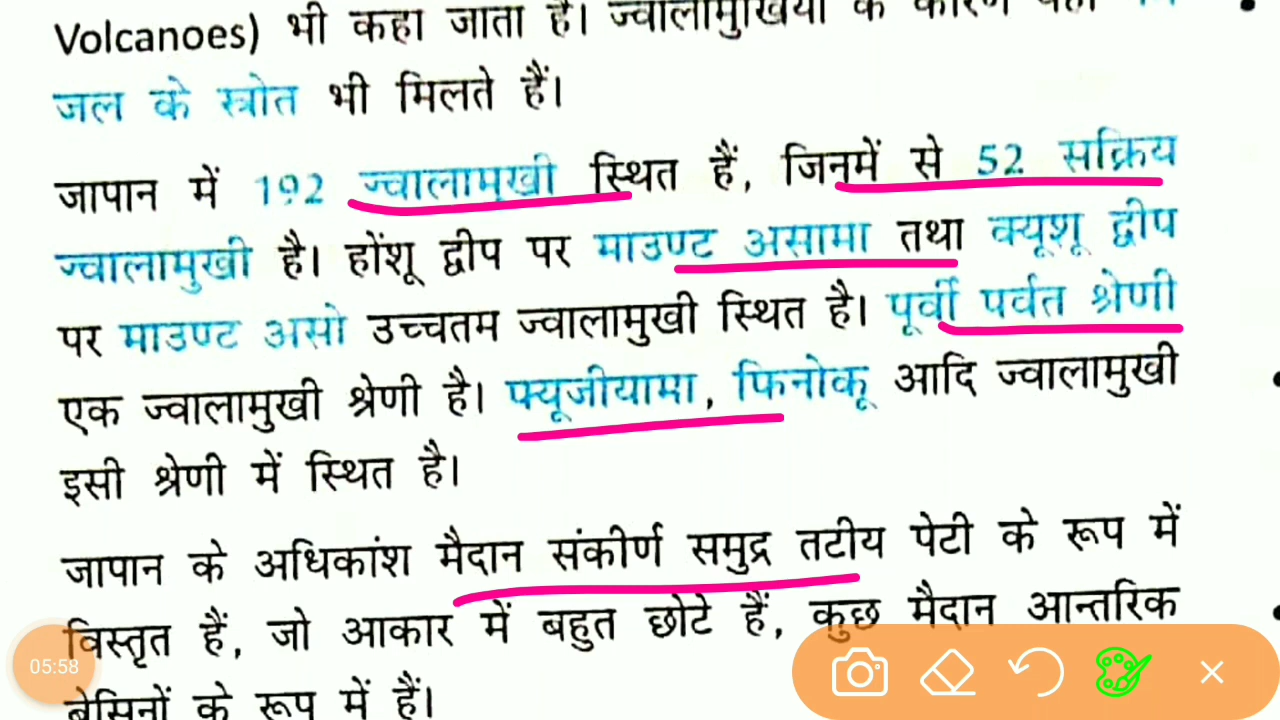 Volcanoes) भी कहा जाता है। ज्वालामुखियों के कारण यहाँ
जल के स्त्रोत भी मिलते हैं।
जापान में 192 ज्वालामुखी स्थित हैं, जिनमें से 52 सक्रिय
ज्वालामुखी है। होंशू द्वीप पर माउण्ट असामा तथा क्यूशू द्वीप
पर माउण्ट असो उच्चतम ज्वालामुखी स्थित है। पूर्वी पर्वत श्रेणी
एक ज्वालामुखी श्रेणी है। फ्यूजीयामा, फिनोकू आदि ज्वालामुखी
इसी श्रेणी में स्थित है।
जापान के अधिकांश मैदान संकीर्ण समुद्र तटीय पेटी के रूप में
विस्तृत हैं, जो आकार में बहुत छोटे हैं, कुछ मैदान आन्तरिक
बेसिनों के रूप में हैं।
05:58